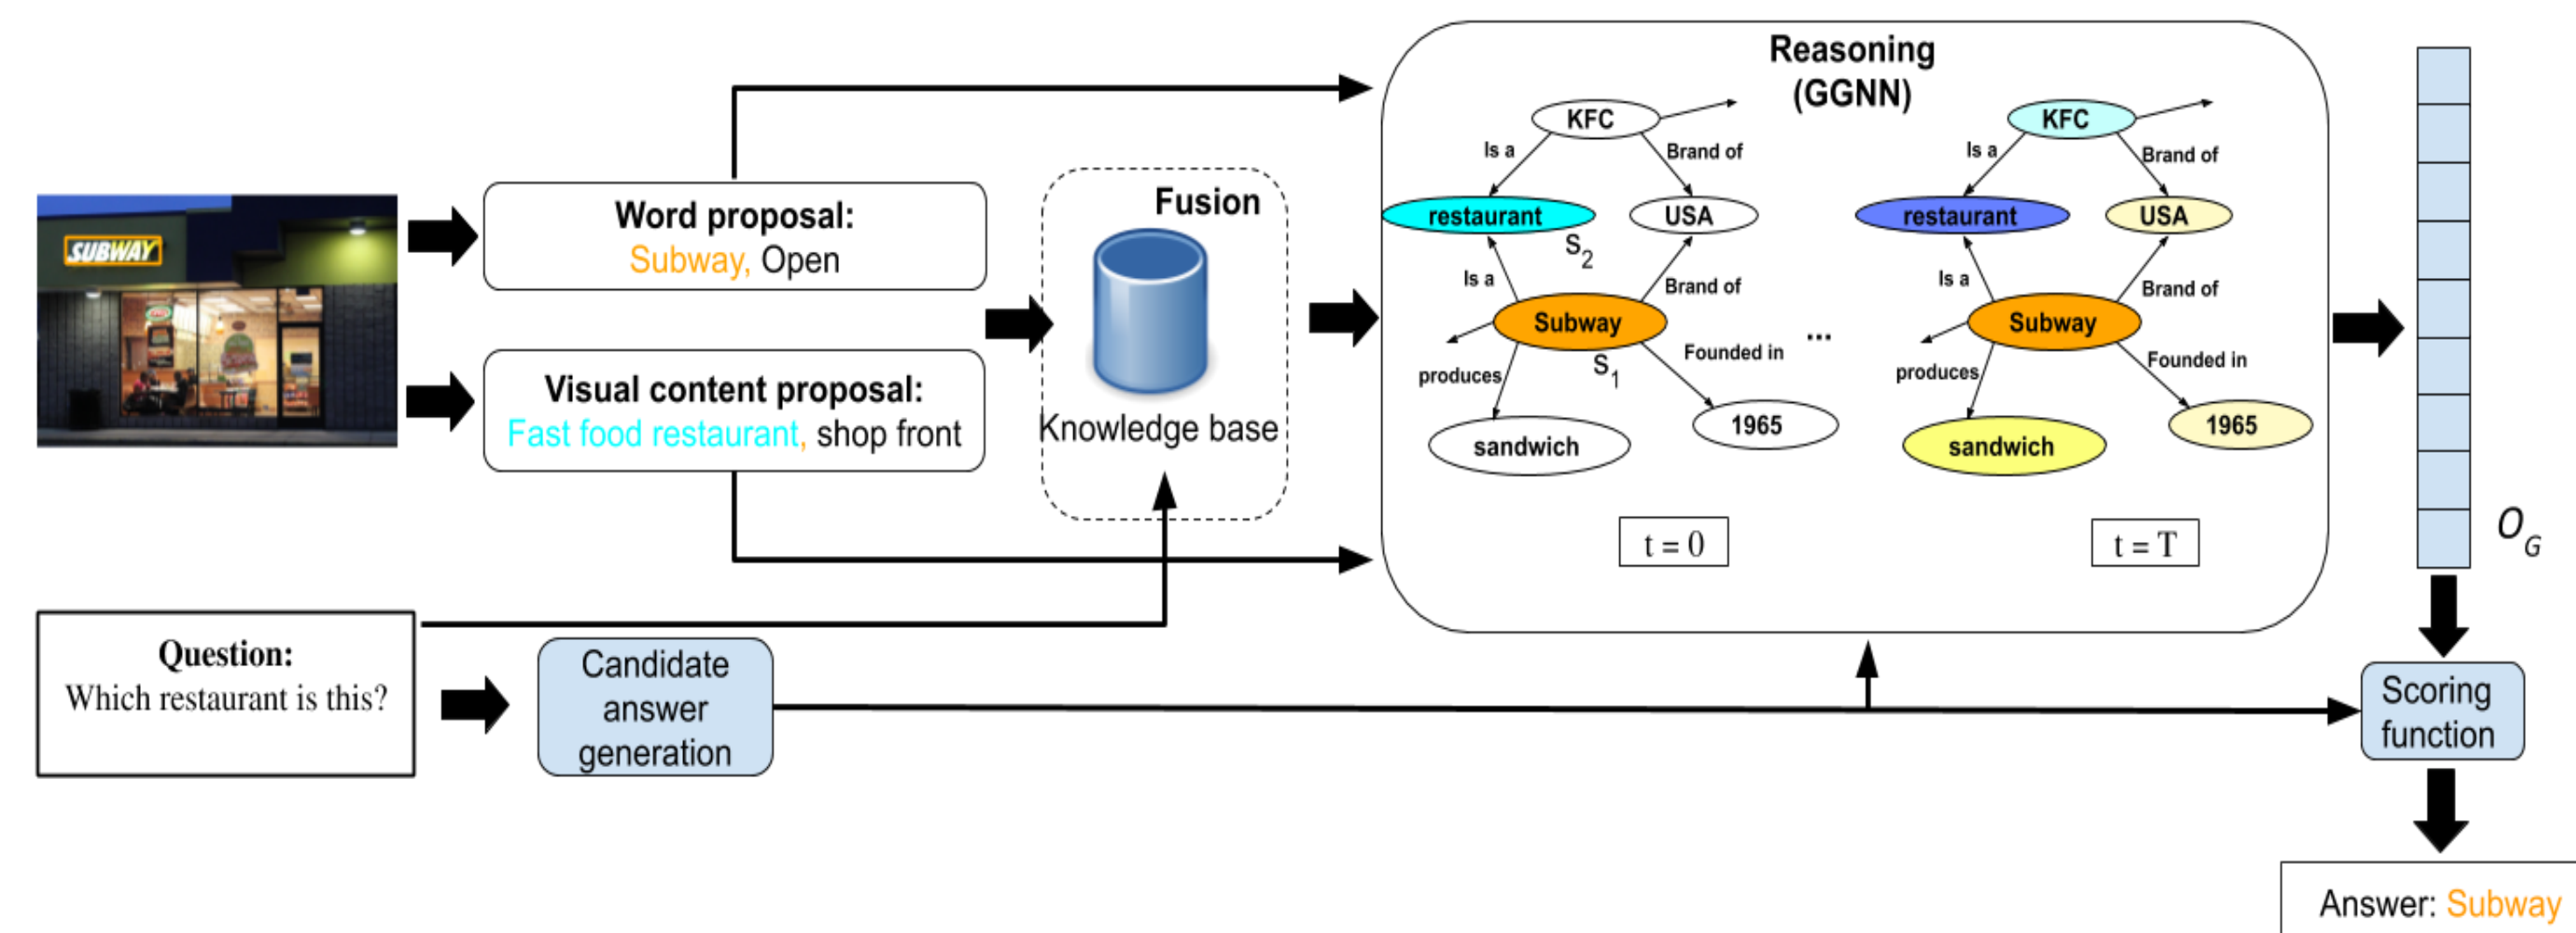 SUBWAY
Word proposal:
Subway, Open
Visual content proposal:
Fast food restaurant, shop front
Question:
Which restaurant is this?
Candidate
answer
generation
Fusion
Knowledge base
Reasoning
(GGNN)
KFC
Is a
Brand of
restaurant
USA
S2
Is a
Brand of
Subway
S1
Founded in
produces
sandwich
1965
t = 0
...
KFC
Is a
Brand of
restaurant
USA
Is a
Brand of
Subway
Founded in
produces
sandwich
1965
t = T
OG
Scoring
function
Answer: Subway